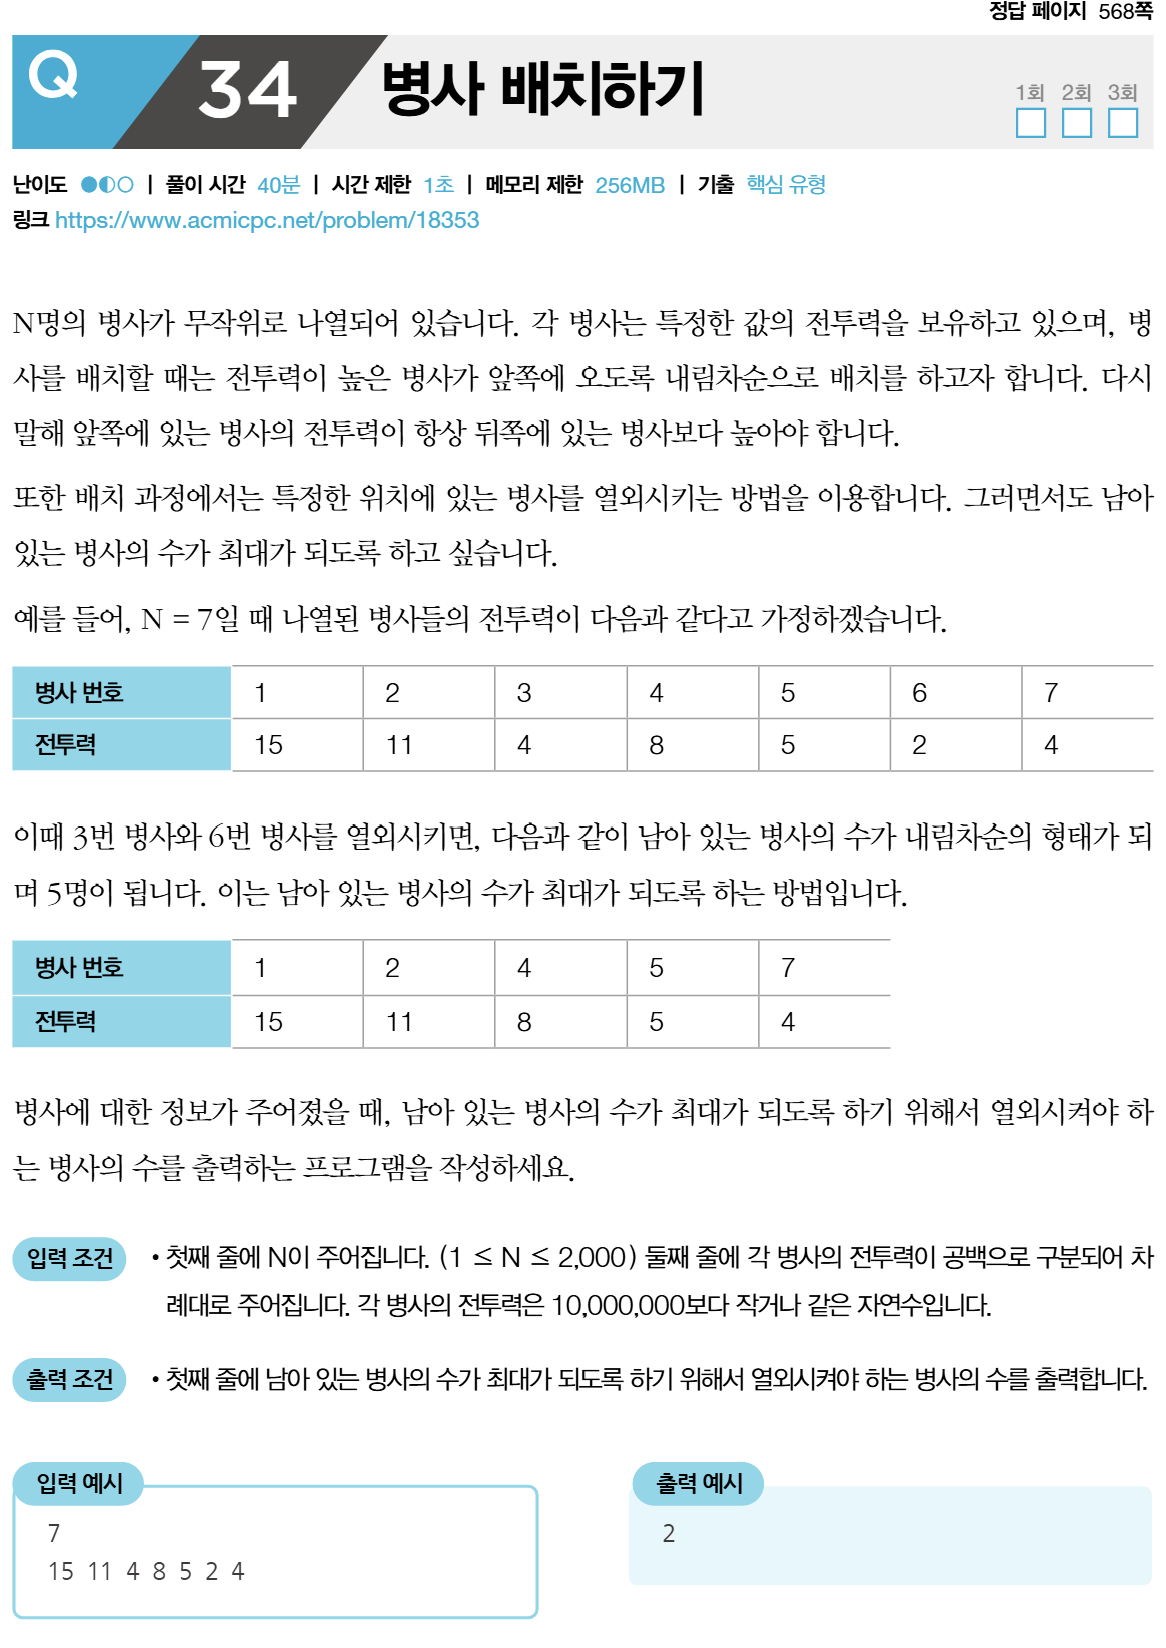 정답 페이지 568쪽
Q 34 병사 배치하기
1회 2회 3회
난이도 ●◐○ | 풀이 시간 40분 | 시간 제한 1초 | 메모리 제한 256MB | 기출 핵심 유형
링크 https://www.acmicpc.net/problem/18353
N명의 병사가 무작위로 나열되어 있습니다. 각 병사는 특정한 값의 전투력을 보유하고 있으며, 병
사를 배치할 때는 전투력이 높은 병사가 앞쪽에 오도록 내림차순으로 배치를 하고자 합니다. 다시
말해 앞쪽에 있는 병사의 전투력이 항상 뒤쪽에 있는 병사보다 높아야 합니다.
또한 배치 과정에서는 특정한 위치에 있는 병사를 열외시키는 방법을 이용합니다. 그러면서도 남아
있는 병사의 수가 최대가 되도록 하고 싶습니다.
예를 들어, N = 7일 때 나열된 병사들의 전투력이 다음과 같다고 가정하겠습니다.
병사 번호 1 2 3 4 5 6 7
전투력 15 11 4 8 5 2 4
이때 3번 병사와 6번 병사를 열외시키면, 다음과 같이 남아 있는 병사의 수가 내림차순의 형태가 되
며 5명이 됩니다. 이는 남아 있는 병사의 수가 최대가 되도록 하는 방법입니다.
병사 번호 1 2 4 5 7
전투력 15 11 8 5 4
병사에 대한 정보가 주어졌을 때, 남아 있는 병사의 수가 최대가 되도록 하기 위해서 열외시켜야 하
는 병사의 수를 출력하는 프로그램을 작성하세요.
입력 조건 • 첫째 줄에 N이 주어집니다. (1 ≤ N ≤ 2,000) 둘째 줄에 각 병사의 전투력이 공백으로 구분되어 차
례대로 주어집니다. 각 병사의 전투력은 10,000,000보다 작거나 같은 자연수입니다.
출력 조건 • 첫째 줄에 남아 있는 병사의 수가 최대가 되도록 하기 위해서 열외시켜야 하는 병사의 수를 출력합니다.
입력 예시
7
15 11 4 8 5 2 4
출력 예시
2